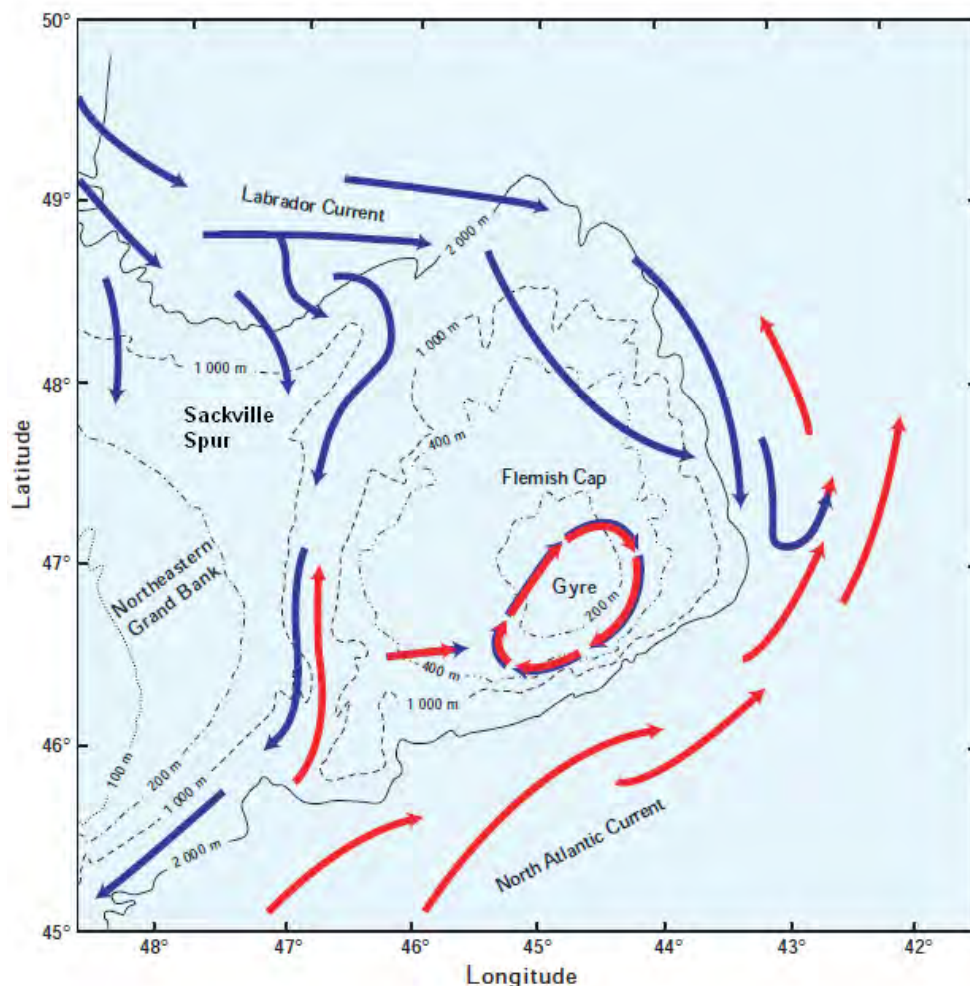 50°
49°
48°
47°
46°
45°
Latitude
Labrador Current
2 000 m
1 000 m
1 000 m
Sackville
Spur
400 m
Flemish Cap
Northeastern
Grand Bank
Gyre
200 m
400 m
1 000 m
100 m
200 m
1 000 m
2 000 m
North Atlantic Current
48°
47°
46°
45°
44°
43°
42°
Longitude